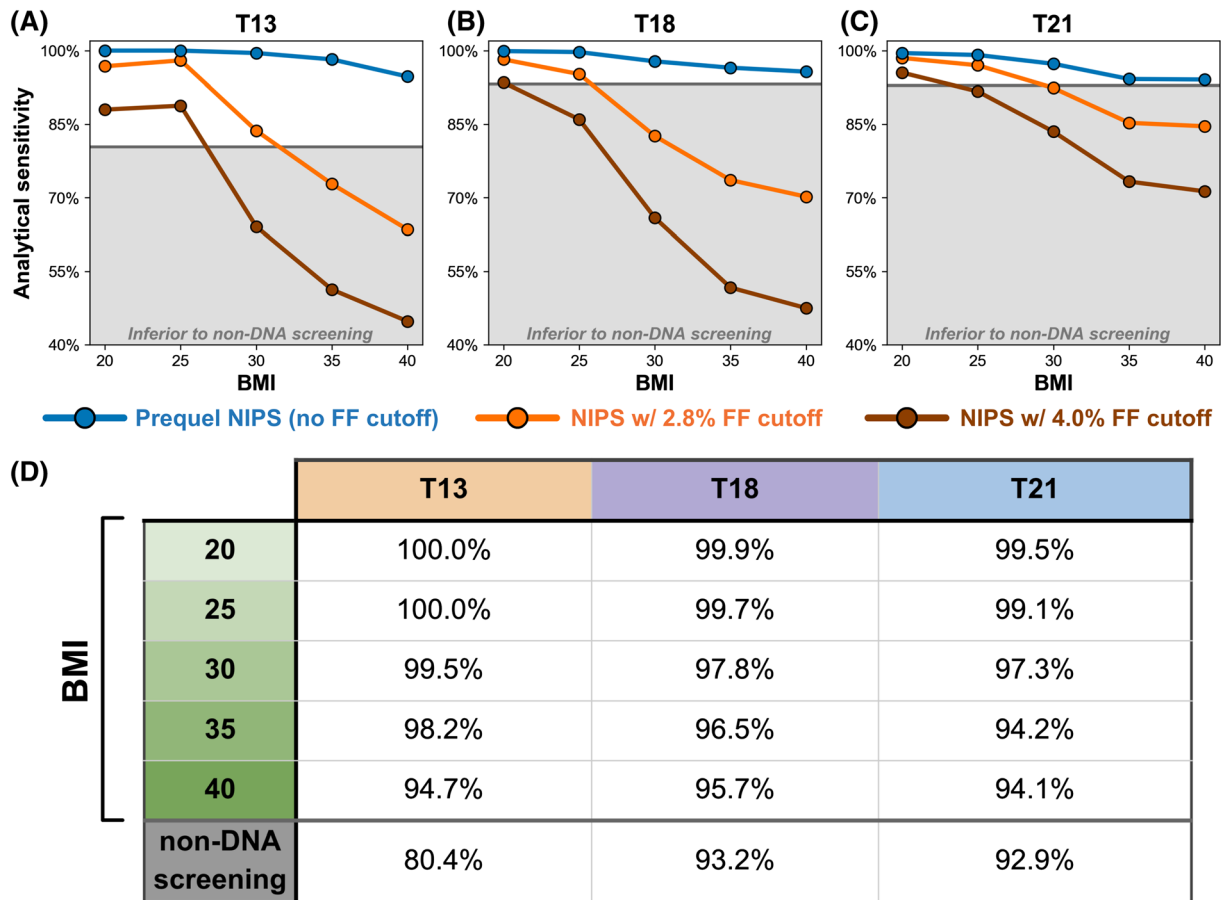 (A) T13 (B) T18 (C) T21
Analytical sensitivity
100% 100% 100%
85% 85% 85%
70% 70% 70%
55% 55% 55%
40% 40% 40%
Inferior to non-DNA screening Inferior to non-DNA screening Inferior to non-DNA screening
20 25 30 35 40 20 25 30 35 40 20 25 30 35 40
BMI BMI BMI
Prequel NIPS (no FF cutoff) NIPS w/ 2.8% FF cutoff NIPS w/ 4.0% FF cutoff
(D)
T13 T18 T21
BMI
20 100.0% 99.9% 99.5%
25 100.0% 99.7% 99.1%
30 99.5% 97.8% 97.3%
35 98.2% 96.5% 94.2%
40 94.7% 95.7% 94.1%
non-DNA
screening 80.4% 93.2% 92.9%